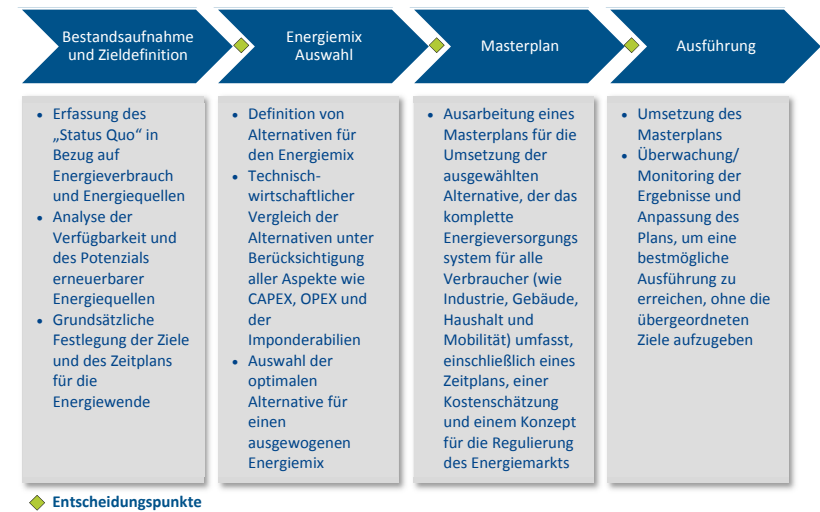 Bestandsaufnahme
und Zieldefinition
Energiemix
Auswahl
Masterplan
Ausführung
• Erfassung des
„Status Quo“ in
Bezug auf
Energieverbrauch
und Energiequellen
• Analyse der
Verfügbarkeit und
des Potenzials
erneuerbarer
Energiequellen
• Grundsätzliche
Festlegung der Ziele
und des Zeitplans
für die
Energiewende
• Definition von
Alternativen für
den Energiemix
• Technisch-
wirtschaftlicher
Vergleich der
Alternativen unter
Berücksichtigung
aller Aspekte wie
CAPEX, OPEX und
der
Imponderabilien
• Auswahl der
optimalen
Alternative für
einen
ausgewogenen
Energiemix
• Ausarbeitung eines
Masterplans für die
Umsetzung der
ausgewählten
Alternative, der das
komplette
Energieversorgungs
system für alle
Verbraucher (wie
Industrie, Gebäude,
Haushalt und
Mobilität) umfasst,
einschließlich eines
Zeitplans, einer
Kostenschätzung
und einem Konzept
für die Regulierung
des Energiemarkts
• Umsetzung des
Masterplans
• Überwachung/
Monitoring der
Ergebnisse und
Anpassung des
Plans, um eine
bestmögliche
Ausführung zu
erreichen, ohne die
übergeordneten
Ziele aufzugeben
Entscheidungspunkte